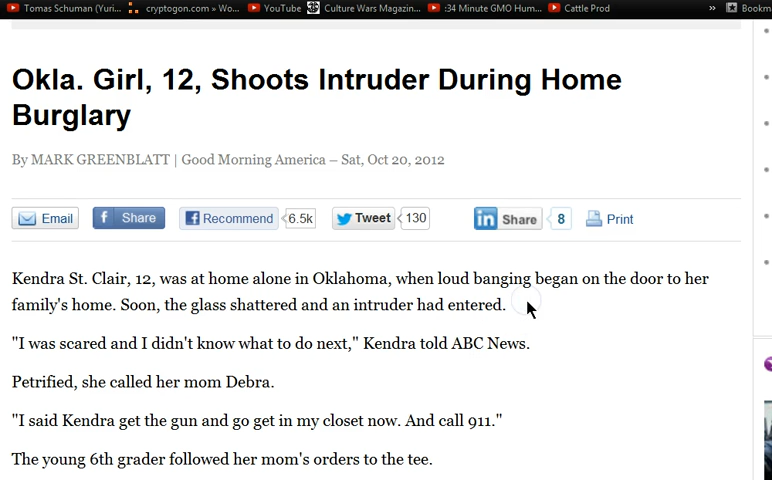 Tomas Schuman (Yuri... cryptogon.com » Wo... YouTube Culture Wars Magazin... :34 Minute GMO Hum... Cattle Prod » Bookm
Okla. Girl, 12, Shoots Intruder During Home
Burglary
By MARK GREENBLATT | Good Morning America – Sat, Oct 20, 2012
Email f Share f Recommend 6.5k Tweet 130 in Share 8 Print
Kendra St. Clair, 12, was at home alone in Oklahoma, when loud banging began on the door to her
family's home. Soon, the glass shattered and an intruder had entered.
"I was scared and I didn't know what to do next," Kendra told ABC News.
Petrified, she called her mom Debra.
"I said Kendra get the gun and go get in my closet now. And call 911."
The young 6th grader followed her mom's orders to the tee.